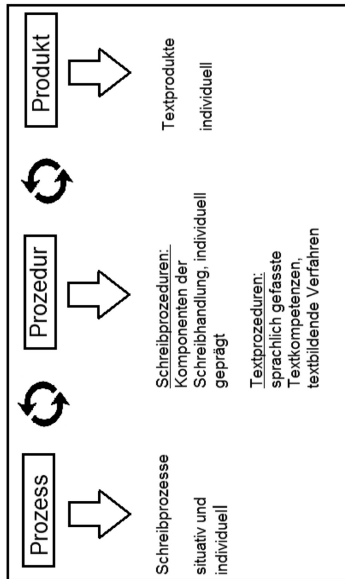 Prozess
Prozedur
Produkt
Schreibprozesse
situativ und
individuell
Schreibprozeduren:
Komponenten der
Schreibhandlung, individuell
geprägt
Textprozeduren:
sprachlich gefasste
Textkompetenzen,
textbildende Verfahren
Textprodukte
individuell